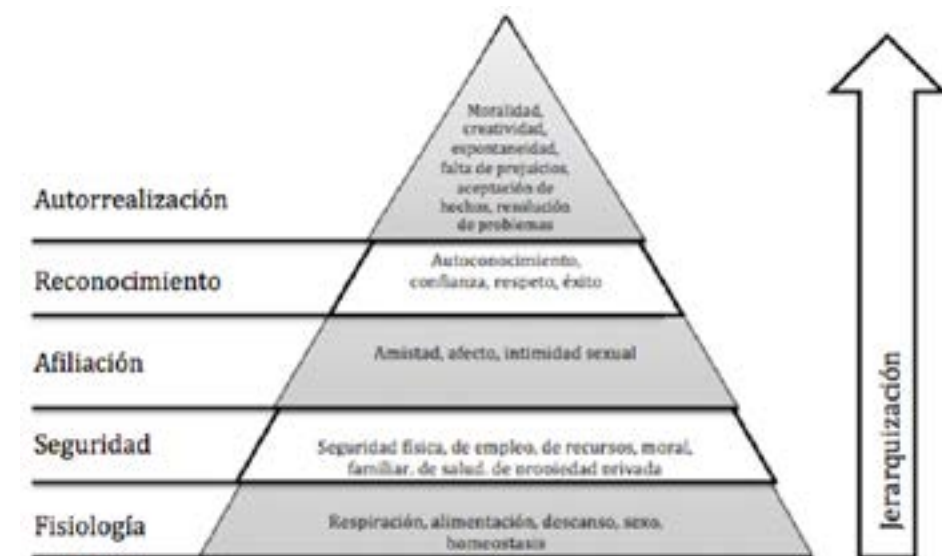 Moralidad,
creatividad,
espontaneidad,
falta de prejuicios,
aceptación de
hechos, resolución
de problemas
Autorrealización
Autoconocimiento,
confianza, respeto, éxito
Reconocimiento
Amistad, afecto, intimidad sexual
Afiliación
Seguridad física, de empleo, de recursos, moral,
familiar, de salud, de propiedad privada
Seguridad
Respiración, alimentación, descanso, sexo,
homeostasis
Fisiología
Jerarquización